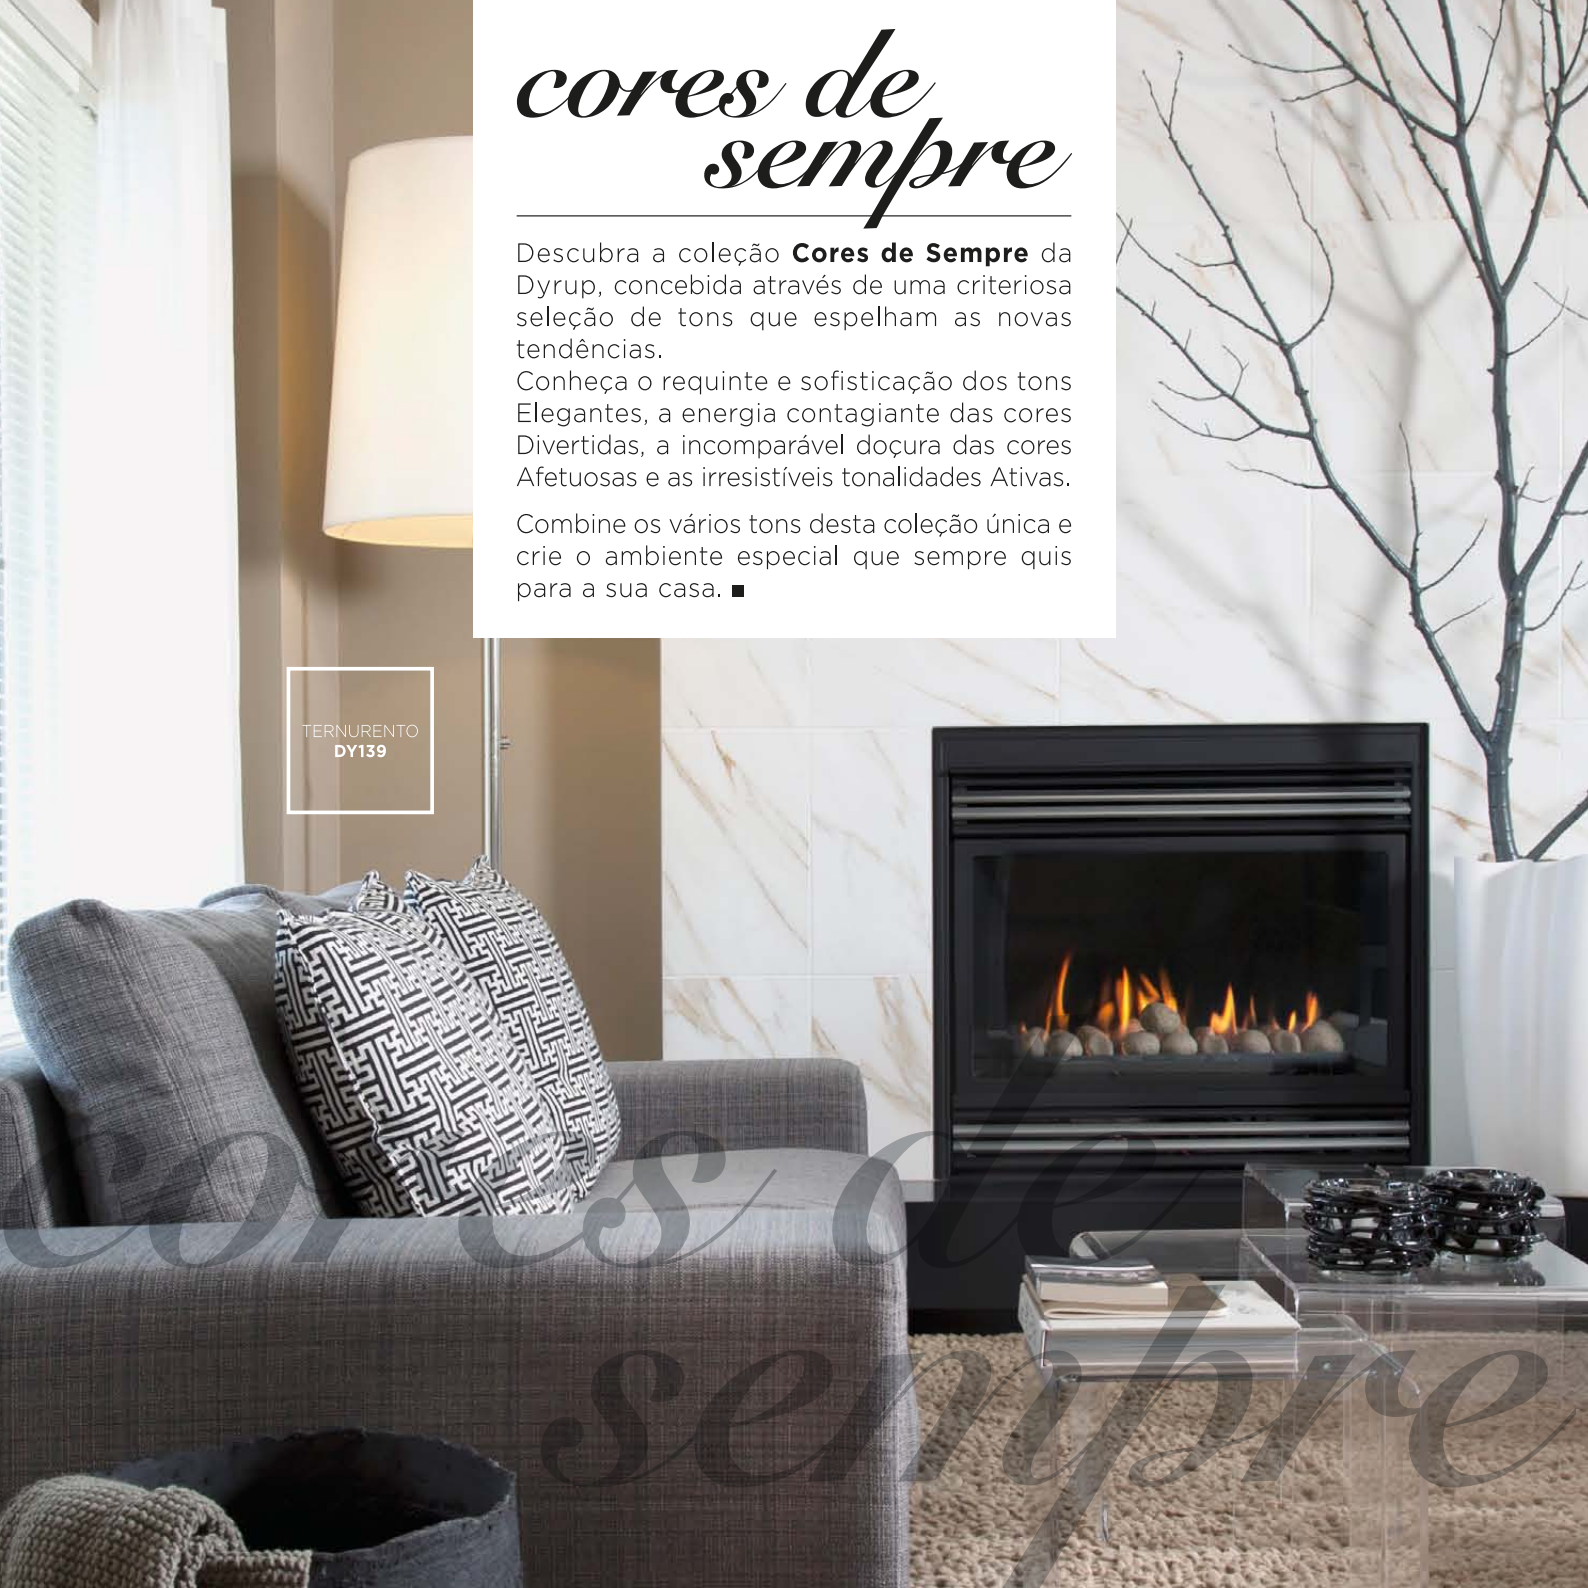 cores de
sempre
Descubra a coleção Cores de Sempre da
Dyrup, concebida através de uma criteriosa
seleção de tons que espelham as novas
tendências.
Conheça o requinte e sofisticação dos tons
Elegantes, a energia contagiante das cores
Divertidas, a incomparável doçura das cores
Afetuosas e as irresistíveis tonalidades Ativas.
Combine os vários tons desta coleção única e
crie o ambiente especial que sempre quis
para a sua casa. ■
TERNURENTO
DY139
cores de
sempre